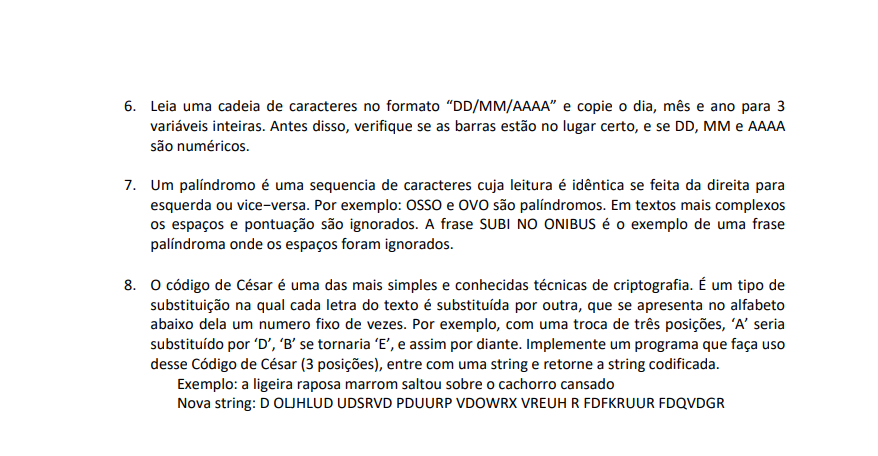 6. Leia uma cadeia de caracteres no formato “DD/MM/AAAA” e copie o dia, mês e ano para 3
variáveis inteiras. Antes disso, verifique se as barras estão no lugar certo, e se DD, MM e AAAA
são numéricos.
7. Um palíndromo é uma sequencia de caracteres cuja leitura é idêntica se feita da direita para
esquerda ou vice−versa. Por exemplo: OSSO e OVO são palíndromos. Em textos mais complexos
os espaços e pontuação são ignorados. A frase SUBI NO ONIBUS é o exemplo de uma frase
palíndroma onde os espaços foram ignorados.
8. O código de César é uma das mais simples e conhecidas técnicas de criptografia. É um tipo de
substituição na qual cada letra do texto é substituída por outra, que se apresenta no alfabeto
abaixo dela um numero fixo de vezes. Por exemplo, com uma troca de três posições, ‘A’ seria
substituído por ‘D’, ‘B’ se tornaria ‘E’, e assim por diante. Implemente um programa que faça uso
desse Código de César (3 posições), entre com uma string e retorne a string codificada.
Exemplo: a ligeira raposa marrom saltou sobre o cachorro cansado
Nova string: D OLJHLUD UDSRVD PDUURP VDOWRX VREUH R FDFKRUUR FDQVDGR